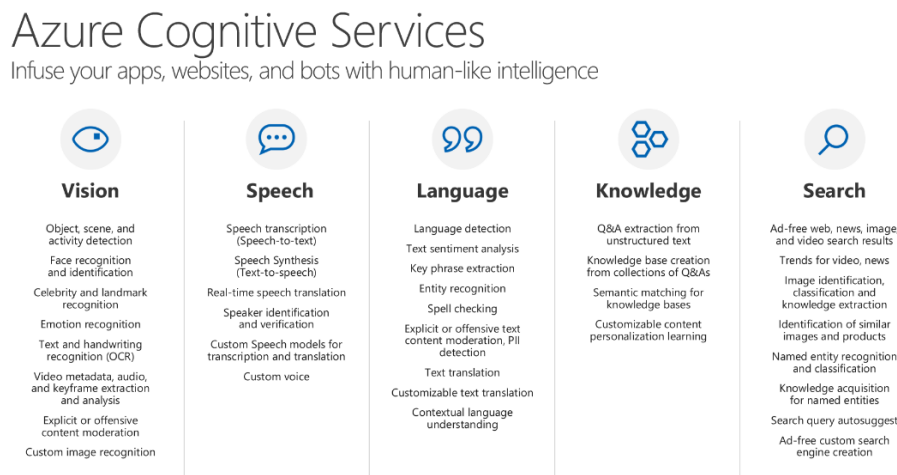 Azure Cognitive Services
Infuse your apps, websites, and bots with human-like intelligence
Vision
Object, scene, and
activity detection
Face recognition
and identification
Celebrity and landmark
recognition
Emotion recognition
Text and handwriting
recognition (OCR)
Video metadata, audio,
and keyframe extraction
and analysis
Explicit or offensive
content moderation
Custom image recognition
Speech
Speech transcription
(Speech-to-text)
Speech Synthesis
(Text-to-speech)
Real-time speech translation
Speaker identification
and verification
Custom Speech models for
transcription and translation
Custom voice
Language
Language detection
Text sentiment analysis
Key phrase extraction
Entity recognition
Spell checking
Explicit or offensive text
content moderation, PII
detection
Text translation
Customizable text translation
Contextual language
understanding
Knowledge
Q&A extraction from
unstructured text
Knowledge base creation
from collections of Q&As
Semantic matching for
knowledge bases
Customizable content
personalization learning
Search
Ad-free web, news, image,
and video search results
Trends for video, news
Image identification,
classification and
knowledge extraction
Identification of similar
images and products
Named entity recognition
and classification
Knowledge acquisition
for named entities
Search query autosuggest
Ad-free custom search
engine creation